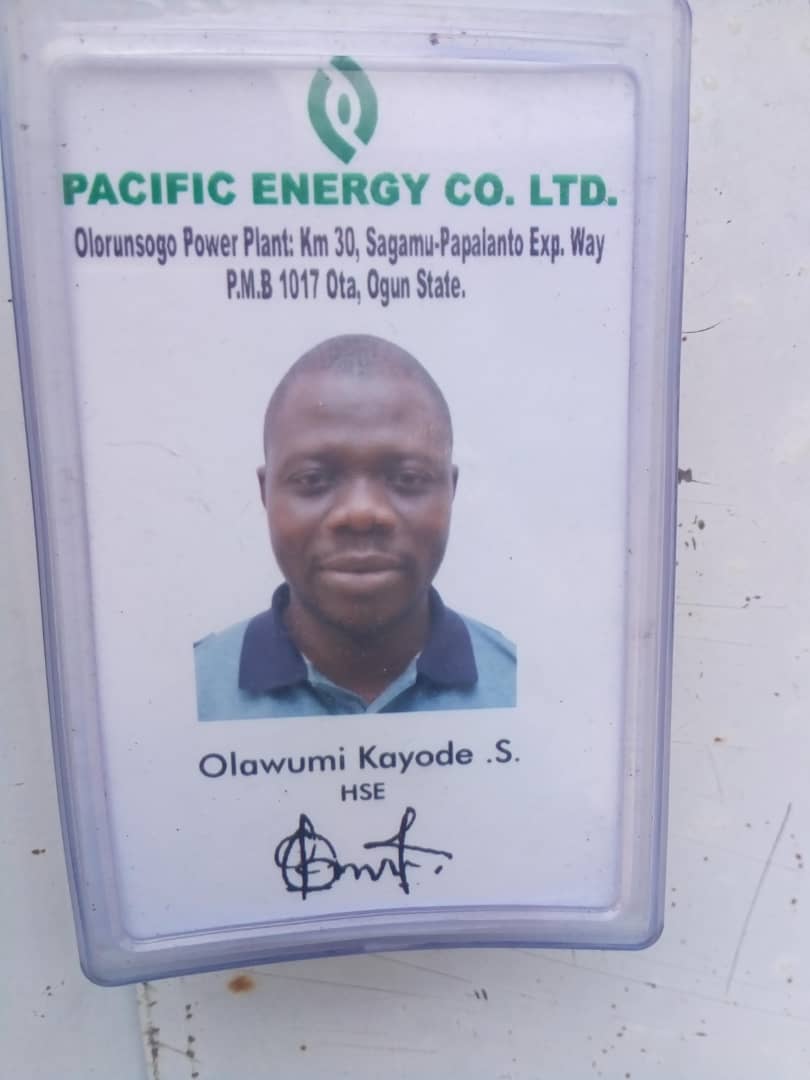 PACIFIC ENERGY CO. LTD.
Olorunsogo Power Plant: Km 30, Sagamu-Papalanto Exp. Way
P.M.B 1017 Ota, Ogun State.
Olawumi Kayode .S.
HSE